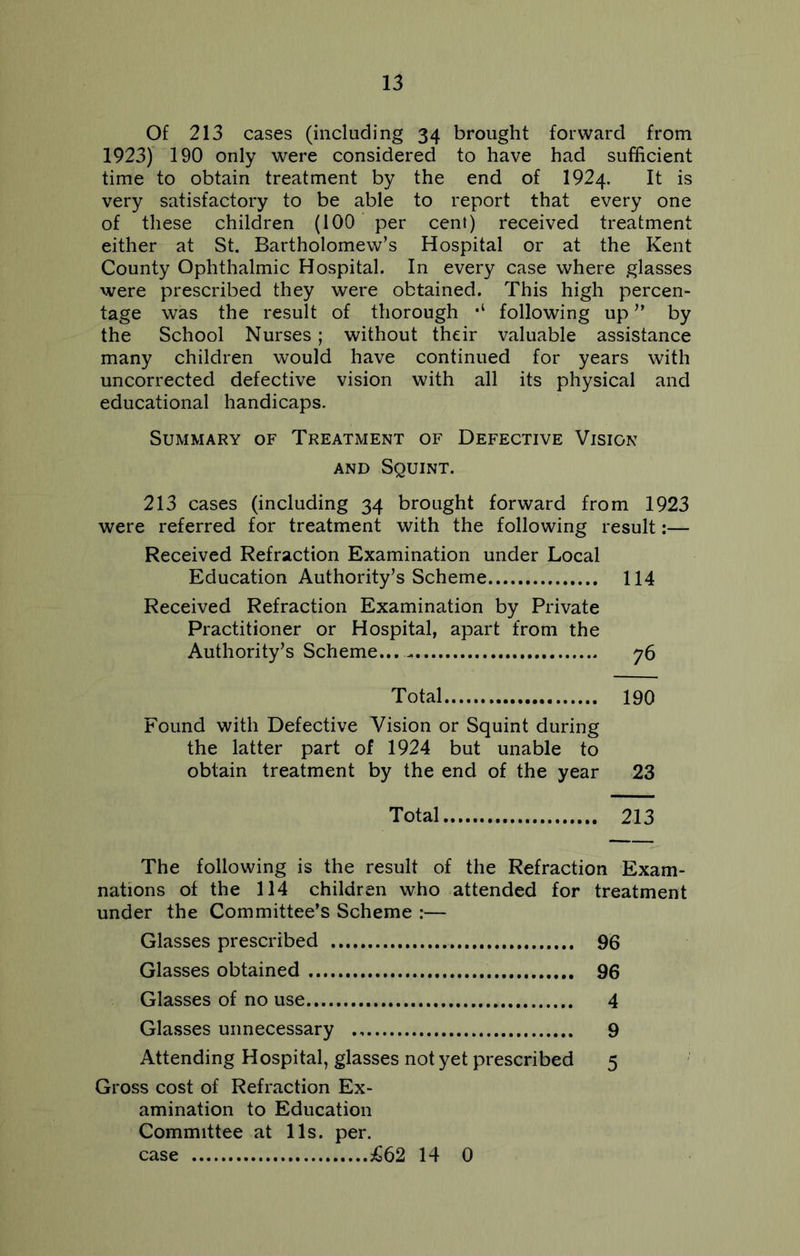 13
Of 213 cases (including 34 brought forward from
1923) 190 only were considered to have had sufficient
time to obtain treatment by the end of 1924. It is
very satisfactory to be able to report that every one
of these children (100 per cent) received treatment
either at St. Bartholomew’s Hospital or at the Kent
County Ophthalmic Hospital. In every case where glasses
were prescribed they were obtained. This high percen-
tage was the result of thorough “ following up ” by
the School Nurses ; without their valuable assistance
many children would have continued for years with
uncorrected defective vision with all its physical and
educational handicaps.
Summary of Treatment of Defective Vision
and Squint.
213 cases (including 34 brought forward from 1923
were referred for treatment with the following result :—
Received Refraction Examination under Local
Education Authority’s Scheme................ 114
Received Refraction Examination by Private
Practitioner or Hospital, apart from the
Authority’s Scheme................................ 76
Total....................... 190
Found with Defective Vision or Squint during
the latter part of 1924 but unable to
obtain treatment by the end of the year 23
Total....................... 213
The following is the result of the Refraction Exam-
nations of the 114 children who attended for treatment
under the Committee’s Scheme :—
Glasses prescribed ..................................... 96
Glasses obtained ........................................ 96
Glasses of no use......................................... 4
Glasses unnecessary .................................. 9
Attending Hospital, glasses not yet prescribed 5
Gross cost of Refraction Ex-
amination to Education
Committee at 11s. per.
case ...........................£62 14 0